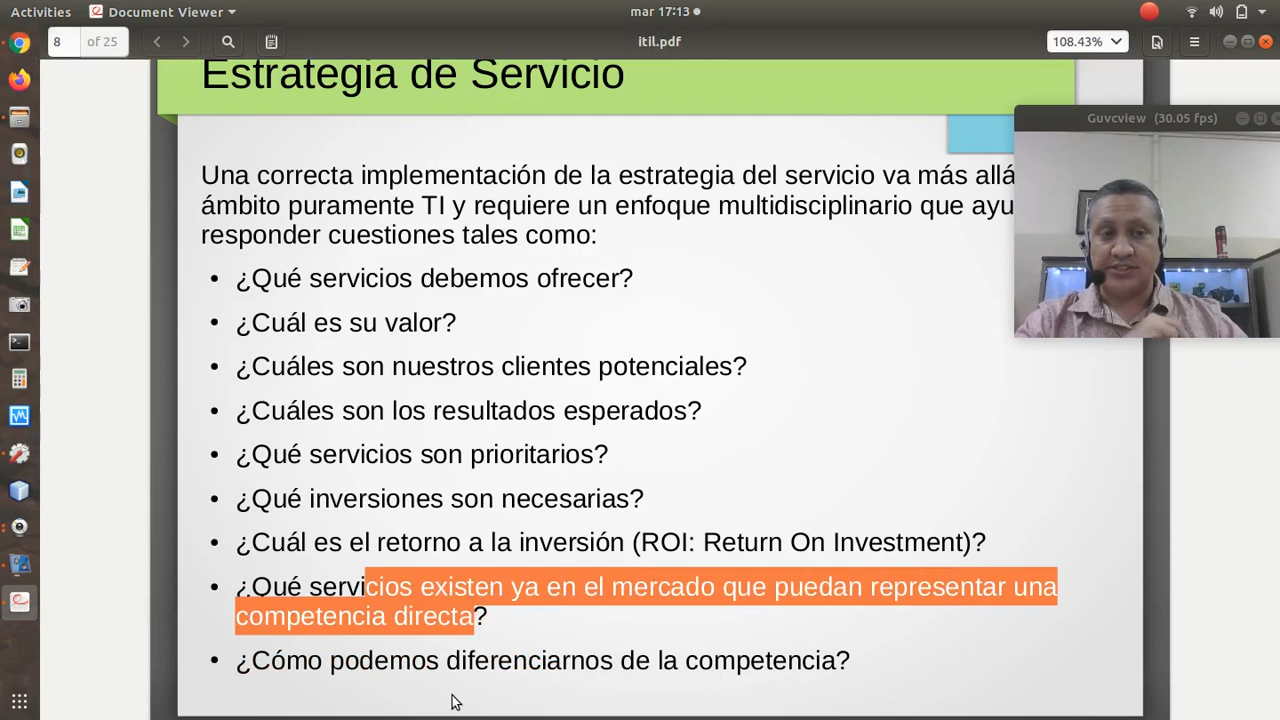 Activities
Document Viewer
mar 17:13
8
of 25
itil.pdf
108.43%
Estrategia de Servicio
Guvcview (30.05 fps)
Una correcta implementación de la estrategia del servicio va más allá
ámbito puramente TI y requiere un enfoque multidisciplinario que ayu
responder cuestiones tales como:
• ¿Qué servicios debemos ofrecer?
• ¿Cuál es su valor?
• ¿Cuáles son nuestros clientes potenciales?
• ¿Cuáles son los resultados esperados?
• ¿Qué servicios son prioritarios?
• ¿Qué inversiones son necesarias?
• ¿Cuál es el retorno a la inversión (ROI: Return On Investment)?
• ¿Qué servicios existen ya en el mercado que puedan representar una
competencia directa?
• ¿Cómo podemos diferenciarnos de la competencia?